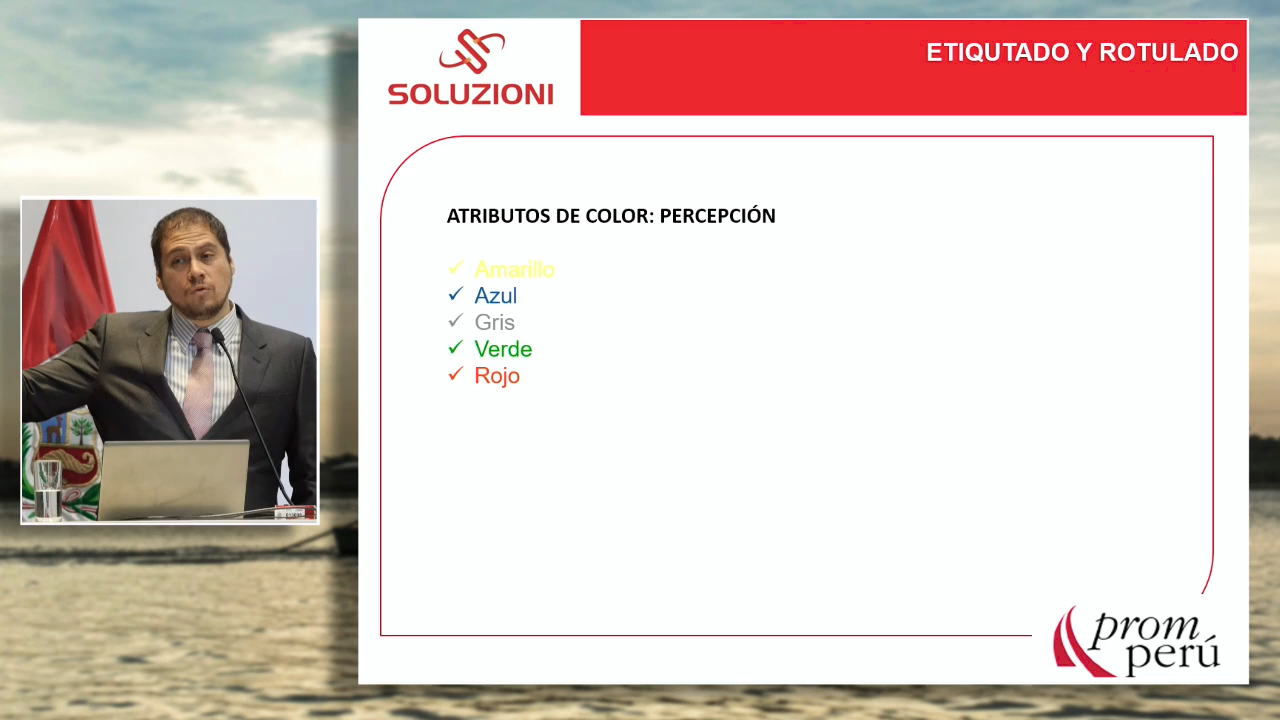 SOLUZIONI
ETIQUTADO Y ROTULADO
ATRIBUTOS DE COLOR: PERCEPCIÓN
✓ Amarillo
✓ Azul
✓ Gris
✓ Verde
✓ Rojo
prom
perú